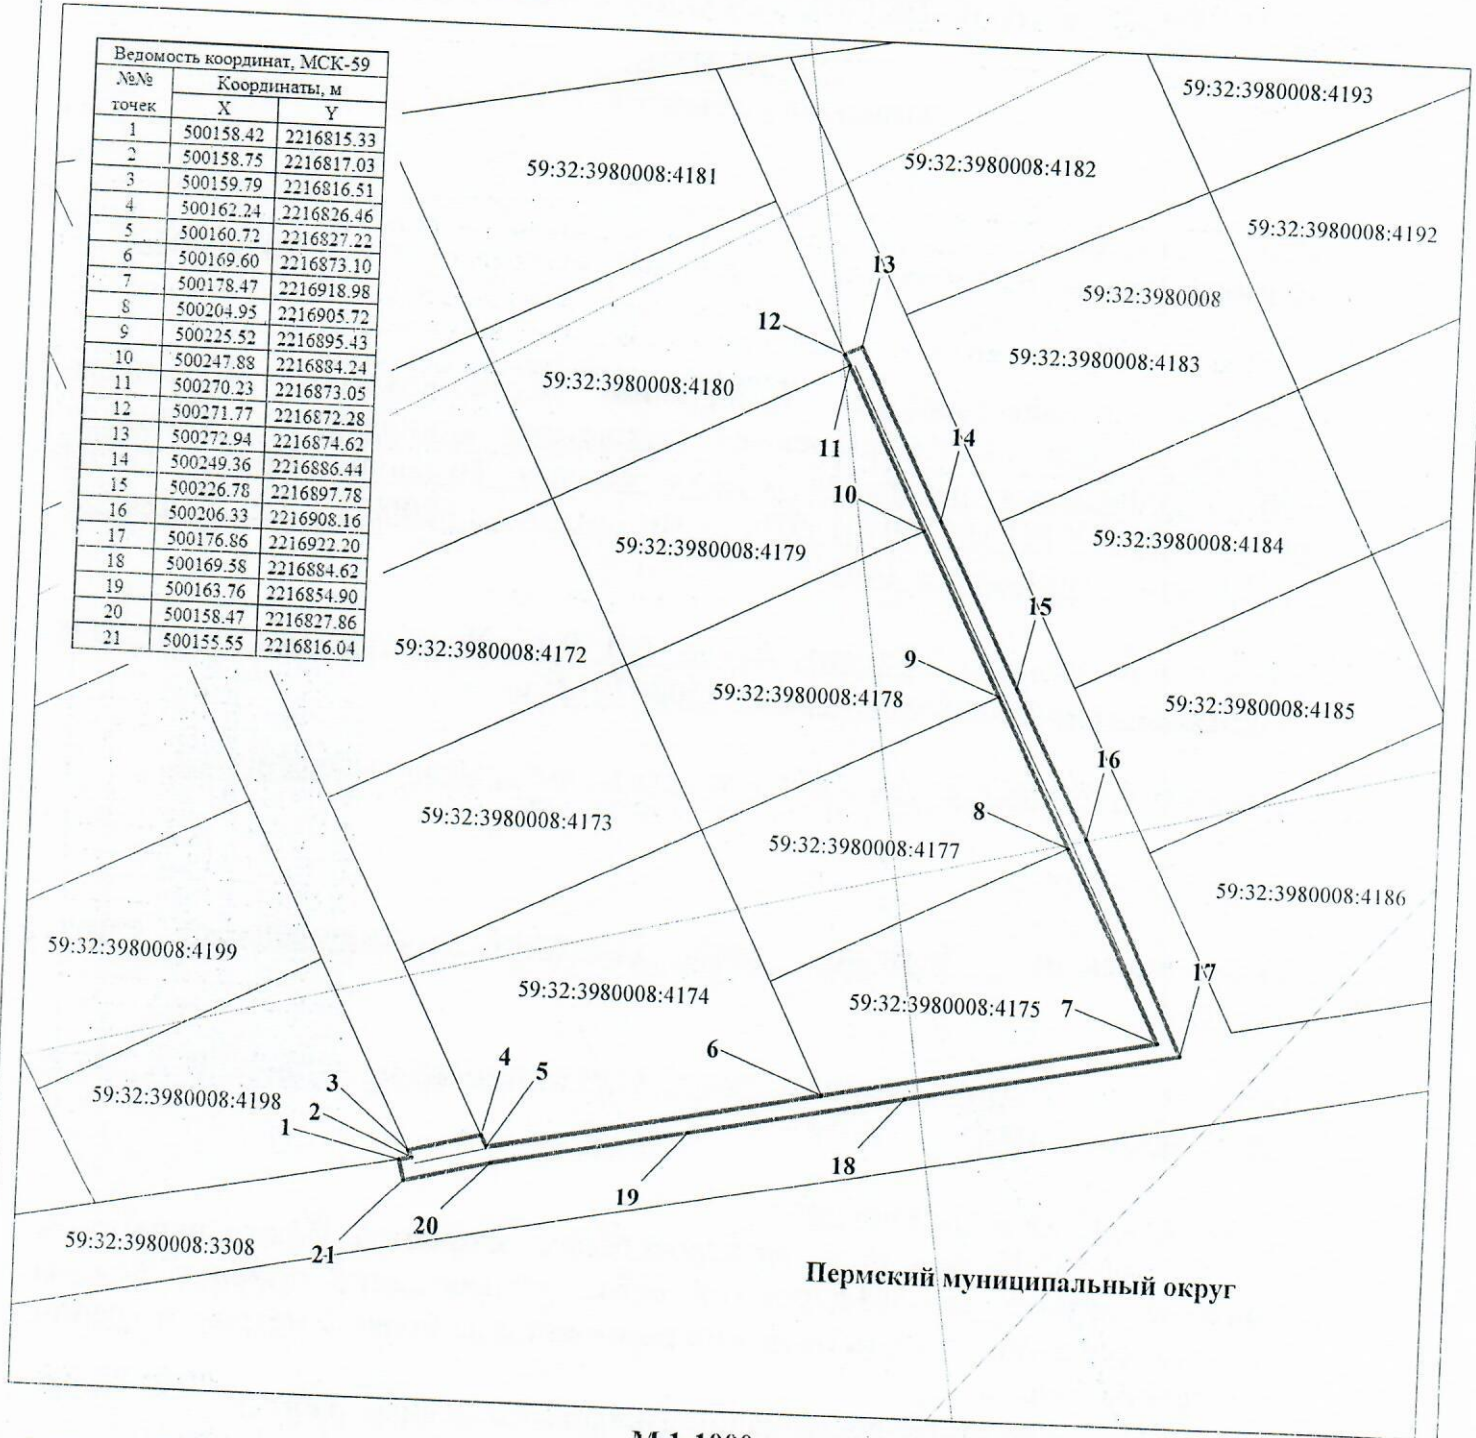 Ведомость координат, МСК-59
№№ точек Координаты, м
X Y
1 500158.42 2216815.33
2 500158.75 2216817.03
3 500159.79 2216816.51
4 500162.24 2216826.46
5 500160.72 2216827.22
6 500169.60 2216873.10
7 500178.47 2216918.98
8 500204.95 2216905.72
9 500225.52 2216895.43
10 500247.88 2216884.24
11 500270.23 2216873.05
12 500271.77 2216872.28
13 500272.94 2216874.62
14 500249.36 2216886.44
15 500226.78 2216897.78
16 500206.33 2216908.16
17 500176.86 2216922.20
18 500169.58 2216884.62
19 500163.76 2216854.90
20 500158.47 2216827.86
21 500155.55 2216816.04
59:32:3980008:4193
59:32:3980008:4181
59:32:3980008:4182
59:32:3980008:4192
13
59:32:3980008
12
59:32:3980008:4183
59:32:3980008:4180
11
14
10
59:32:3980008:4179
59:32:3980008:4184
15
59:32:3980008:4172
9
59:32:3980008:4178
59:32:3980008:4185
16
59:32:3980008:4173
8
59:32:3980008:4177
59:32:3980008:4186
59:32:3980008:4199
17
59:32:3980008:4174
59:32:3980008:4175
7
6
4
5
3
59:32:3980008:4198
2
1
18
19
20
59:32:3980008:3308
21
Пермский муниципальный округ
М 1:1000